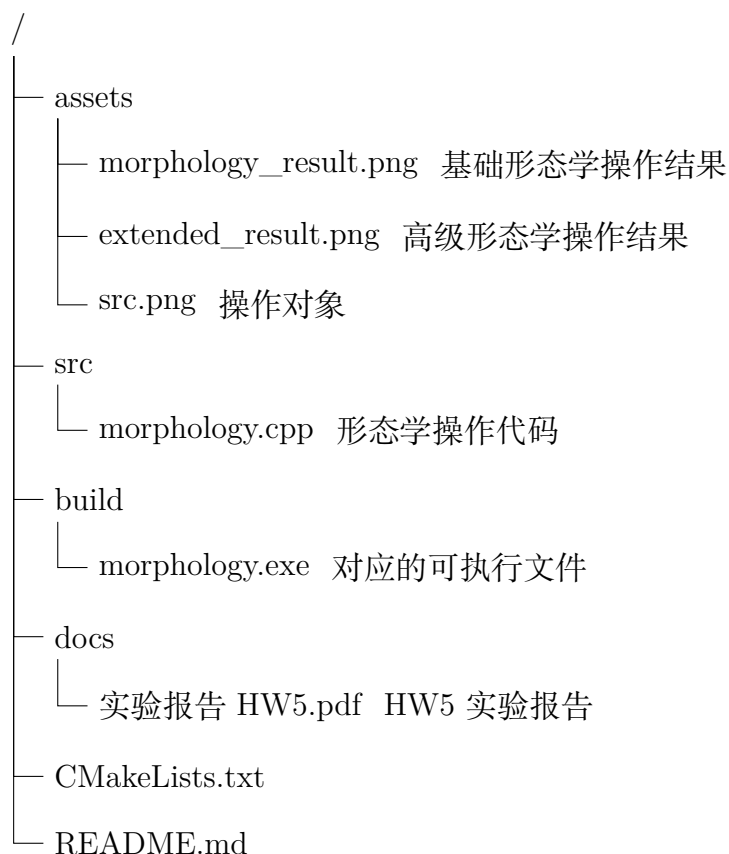 /
assets
morphology_result.png 基础形态学操作结果
extended_result.png 高级形态学操作结果
src.png 操作对象
src
morphology.cpp 形态学操作代码
build
morphology.exe 对应的可执行文件
docs
实验报告 HW5.pdf HW5 实验报告
CMakeLists.txt
README.md